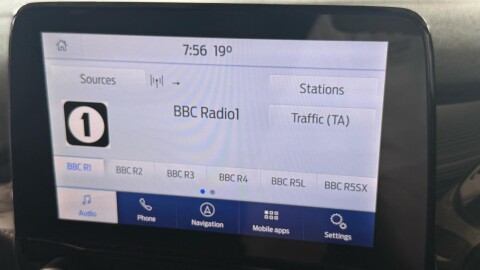 7:56 19º
Sources
Stations
BBC Radio1
Traffic (TA)
1
BBC R1 BBC R2 BBC R3 BBC R4 BBC R5L BBC R5SX
Audio Phone Navigation Mobile apps Settings